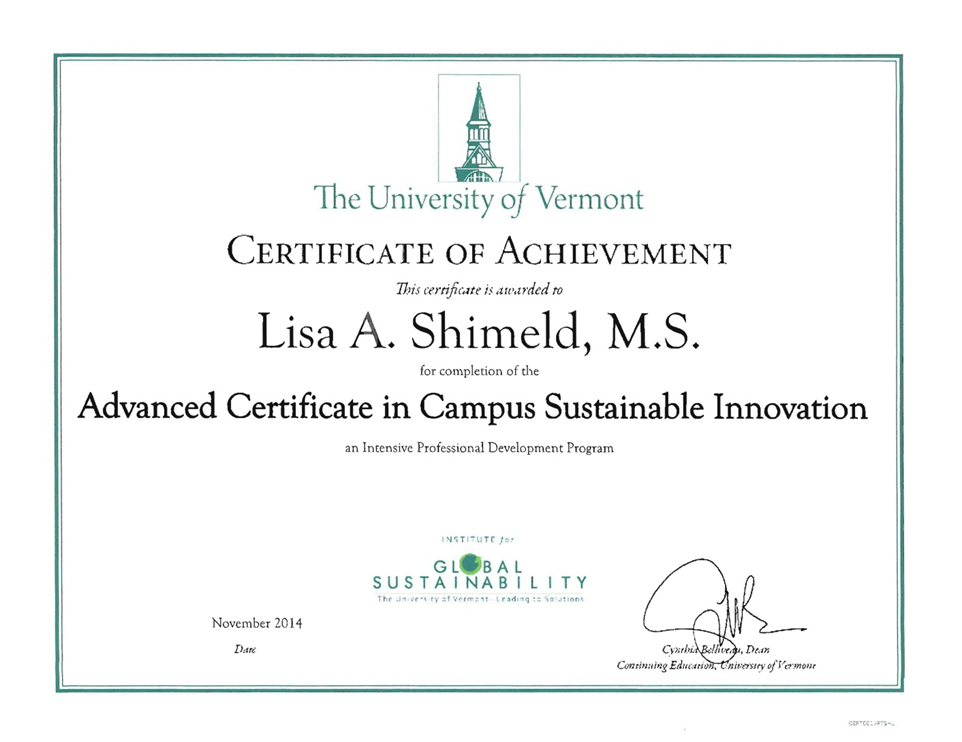 The University of Vermont
CERTIFICATE OF ACHIEVEMENT
This certificate is awarded to
Lisa A. Shimeld, M.S.
for completion of the
Advanced Certificate in Campus Sustainable Innovation
an Intensive Professional Development Program
INSTITUTE for
GLOBAL
SUSTAINABILITY
The University of Vermont - Leading to Solutions
November 2014
Date
Cynthia Belliveau, Dean
Continuing Education, University of Vermont